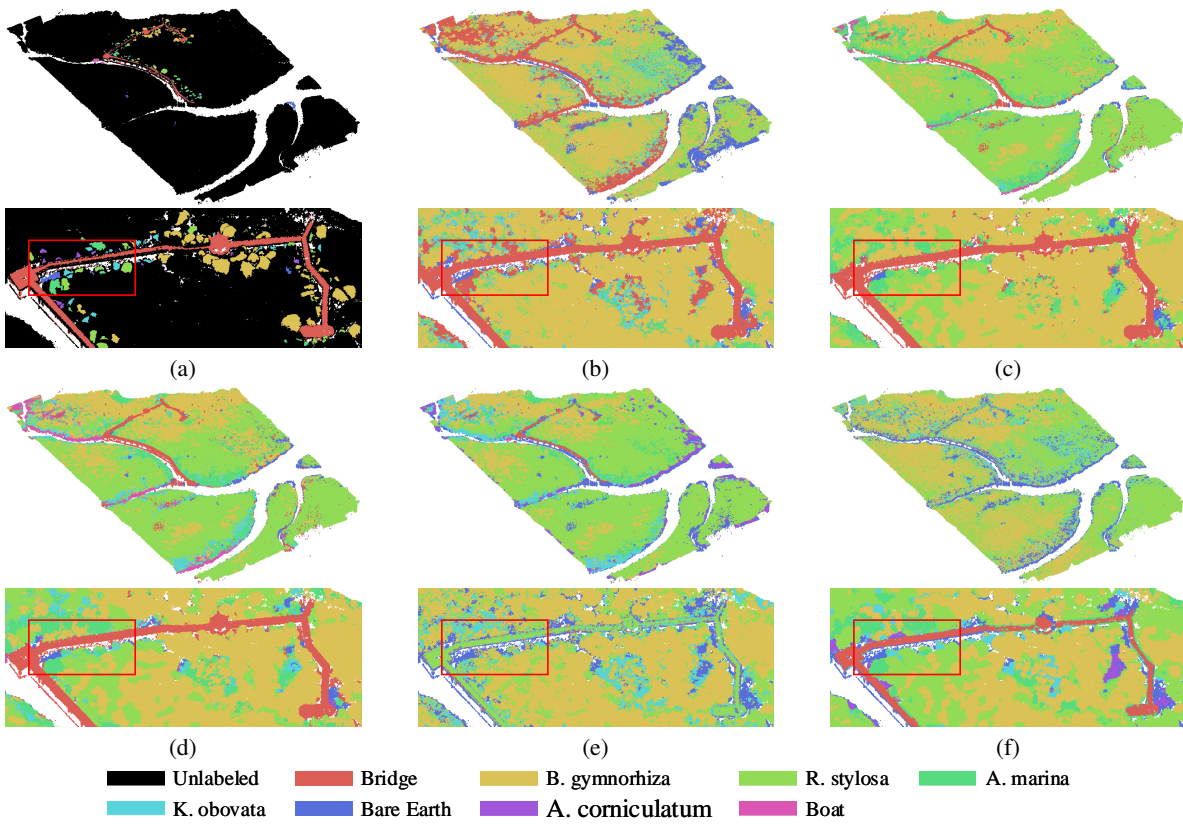 (a) (b) (c)
(d) (e) (f)
Unlabeled Bridge B. gymnorhiza R. stylosa A. marina
K. obovata Bare Earth A. corniculatum Boat